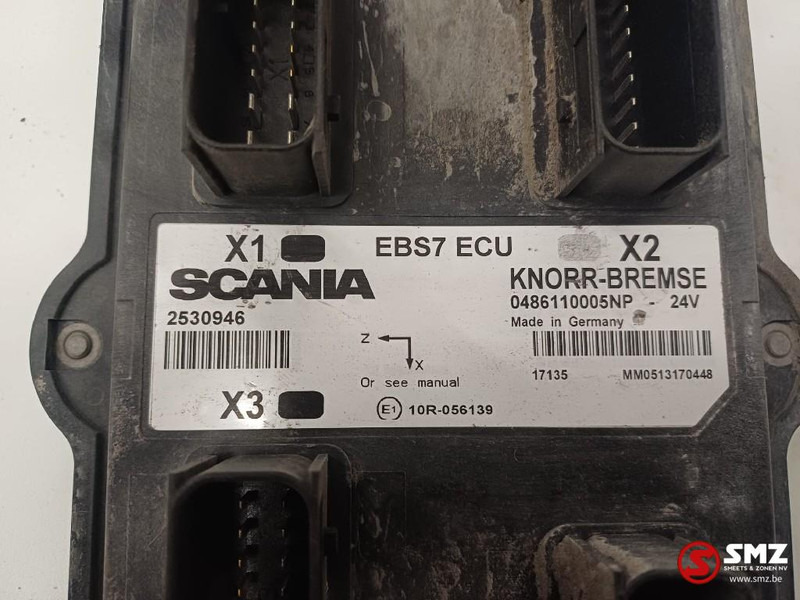 X1 EBS7 ECU X2
SCANIA KNORR-BREMSE
2530946 0486110005NP - 24V
Made in Germany
Z
X
Or see manual
17135 MM0513170448
X3 E1 10R-056139
SMZ
SMEETS & ZONEN NV
www.smz.be